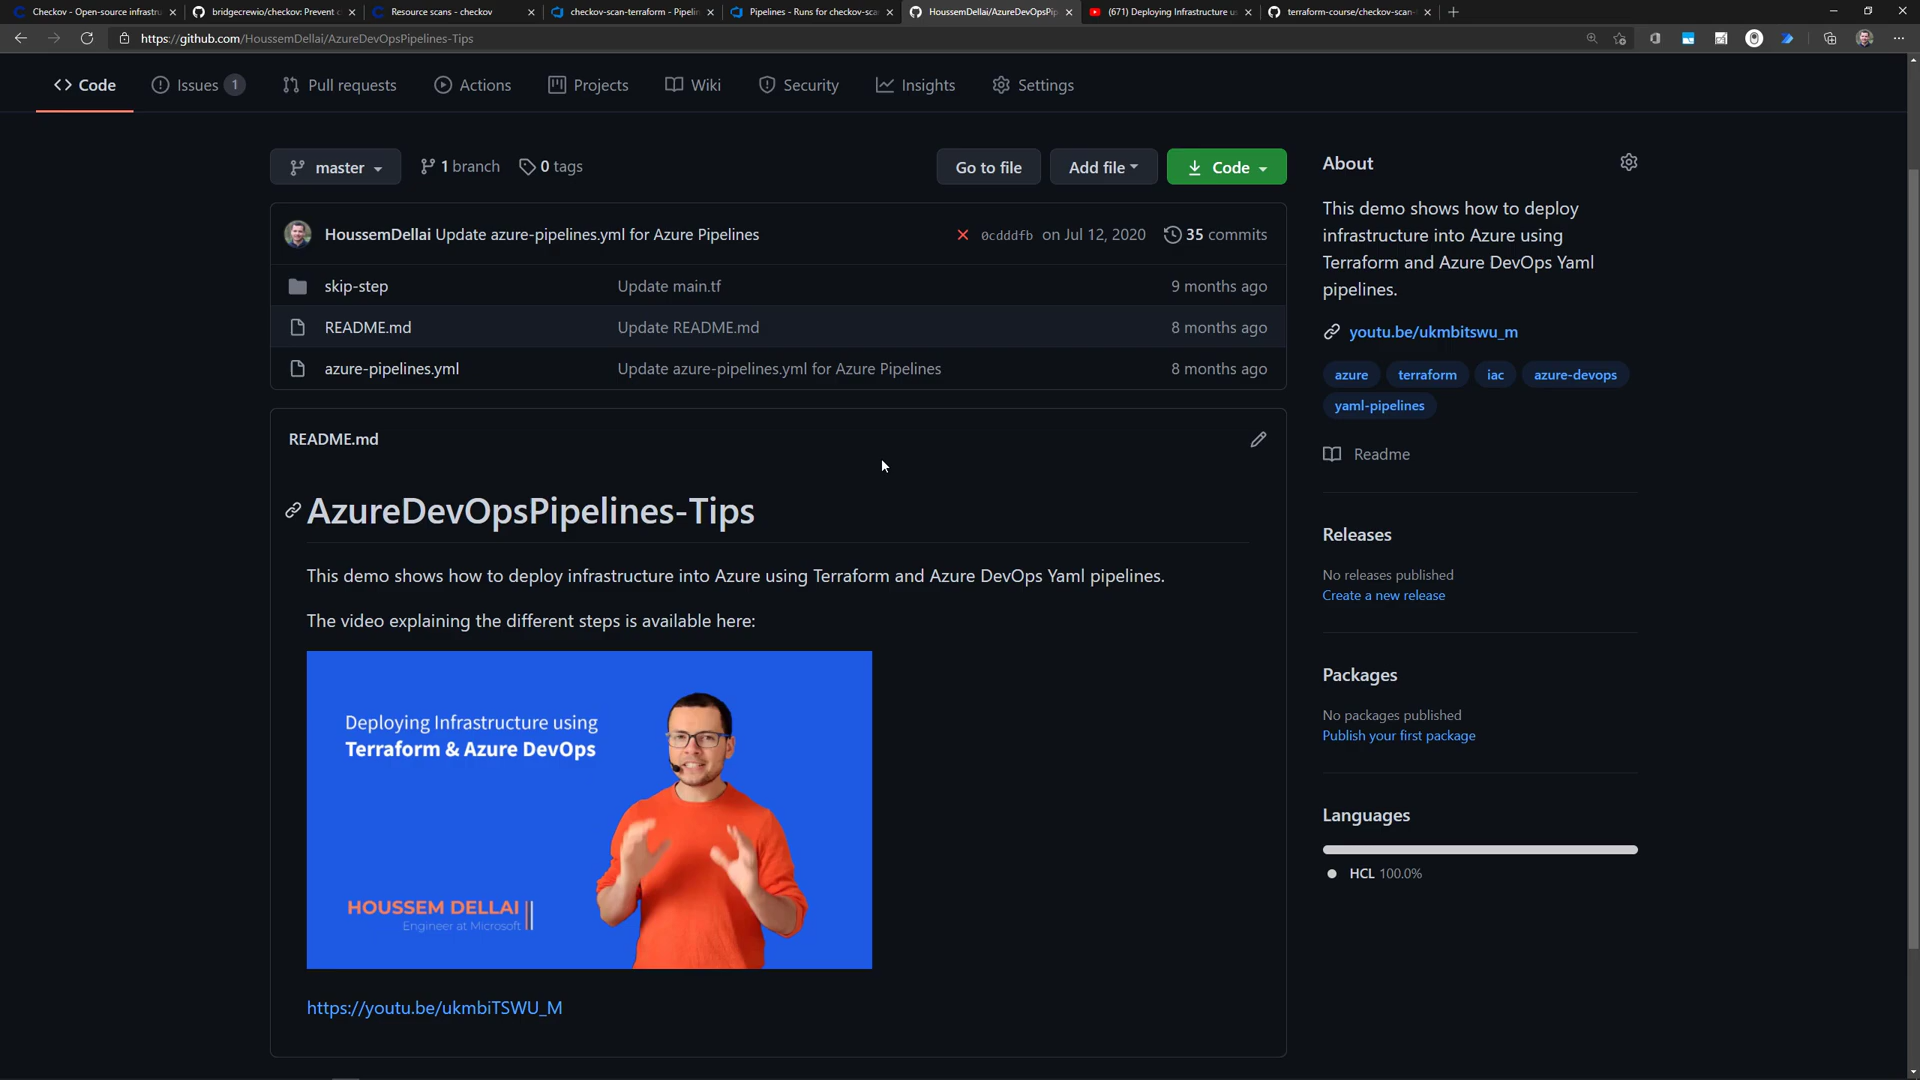 Checkov - Open-source infrastru
bridgecrewio/checkov: Prevent c
Resource scans - checkov
checkov-scan-terraform - Pipelin
Pipelines - Runs for checkov-sca
HoussemDellai/AzureDevOpsPip
(671) Deploying Infrastructure u
terraform-course/checkov-scan-
https://github.com/HoussemDellai/AzureDevOpsPipelines-Tips
Code
Issues 1
Pull requests
Actions
Projects
Wiki
Security
Insights
Settings
master
1 branch
0 tags
Go to file
Add file
Code
HoussemDellai Update azure-pipelines.yml for Azure Pipelines
0cdddfb on Jul 12, 2020
35 commits
skip-step
Update main.tf
9 months ago
README.md
Update README.md
8 months ago
azure-pipelines.yml
Update azure-pipelines.yml for Azure Pipelines
8 months ago
README.md
AzureDevOpsPipelines-Tips
This demo shows how to deploy infrastructure into Azure using Terraform and Azure DevOps Yaml pipelines.
The video explaining the different steps is available here:
Deploying Infrastructure using
Terraform & Azure DevOps
HOUSSEM DELLAI
Engineer at Microsoft
https://youtu.be/ukmbiTSWU_M
About
This demo shows how to deploy
infrastructure into Azure using
Terraform and Azure DevOps Yaml
pipelines.
youtu.be/ukmbitswu_m
azure
terraform
iac
azure-devops
yaml-pipelines
Readme
Releases
No releases published
Create a new release
Packages
No packages published
Publish your first package
Languages
HCL 100.0%